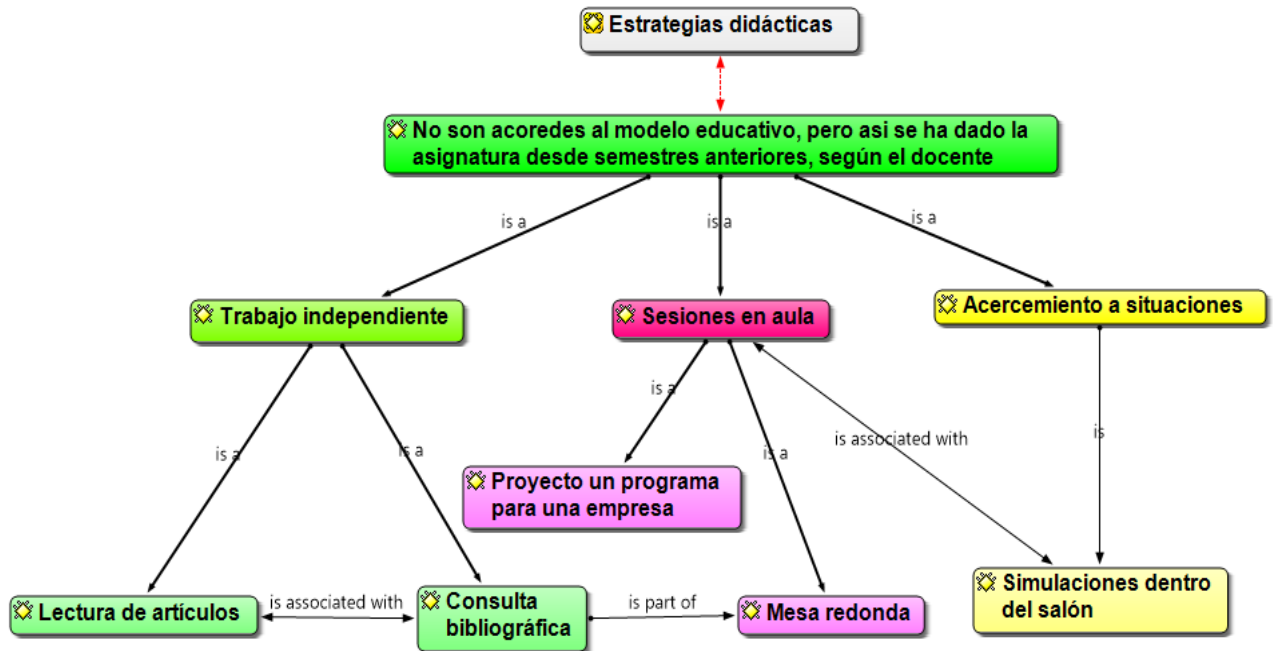 Estrategias didácticas
No son acoredes al modelo educativo, pero asi se ha dado la
asignatura desde semestres anteriores, según el docente
is a
is a
is a
Trabajo independiente
Sesiones en aula
Acercemiento a situaciones
is a
is a
is a
is a
is associated with
is
Proyecto un programa
para una empresa
Lectura de artículos
is associated with
Consulta
bibliográfica
is part of
Mesa redonda
Simulaciones dentro
del salón